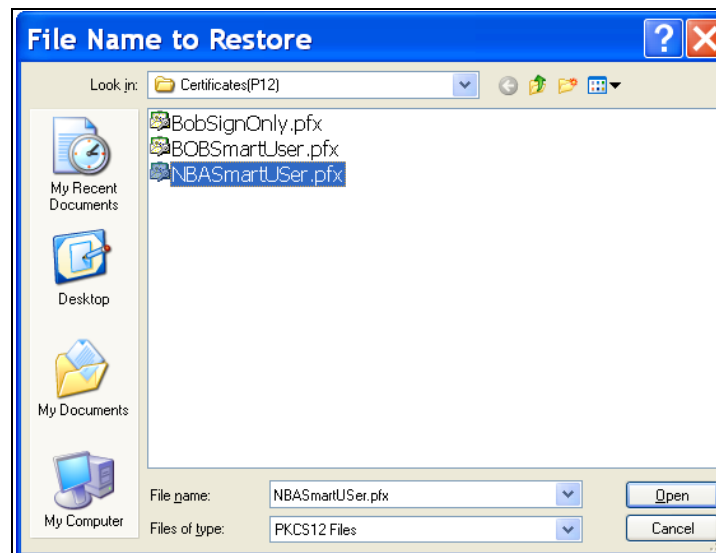 File Name to Restore
Look in: Certificates(P12)
BobSignOnly.pfx
BOBSmartUser.pfx
NBASmartUSer.pfx
My Recent
Documents
Desktop
My Documents
My Computer
File name: NBASmartUSer.pfx Open
Files of type: PKCS12 Files Cancel